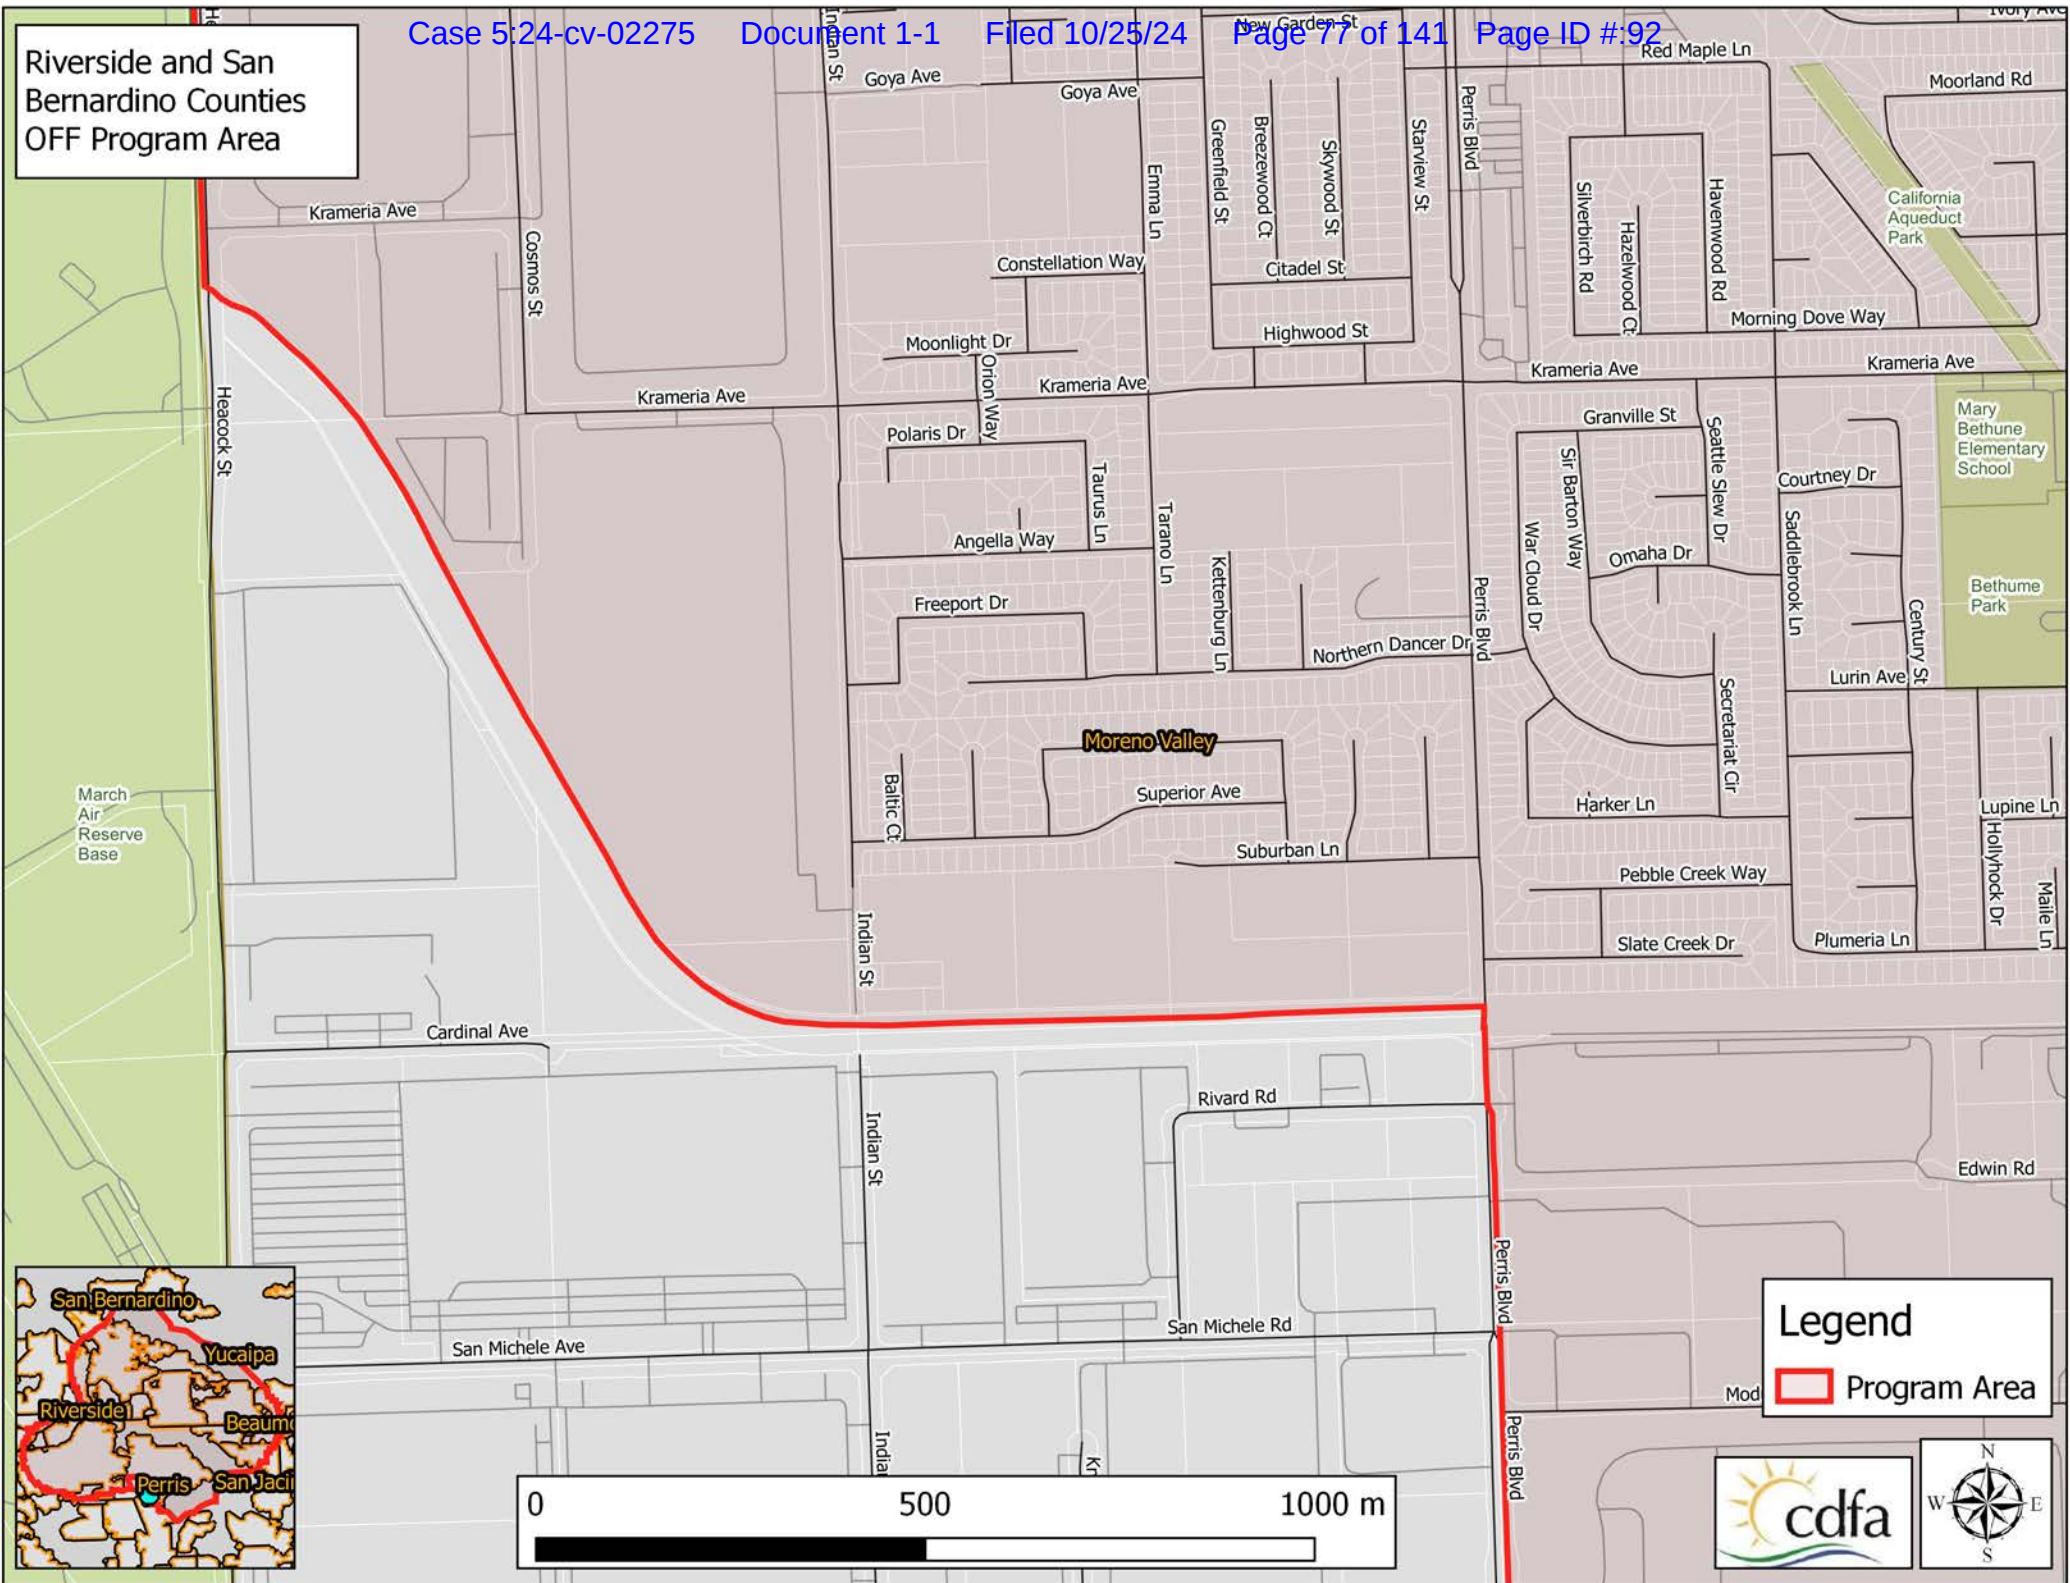 Case 5:24-cv-02275 Document 1-1 Filed 10/25/24 Page 77 of 141 Page ID #:92
Riverside and San
Bernardino Counties
OFF Program Area
Indian St
New Garden St
Goya Ave
Goya Ave
Red Maple Ln
Moorland Rd
Perris Blvd
Emma Ln
Greenfield St
Breezewood Ct
Skywood St
Starview St
Silverbirch Rd
Hazelwood Ct
Havenwood Rd
California
Aqueduct
Park
Krameria Ave
Cosmos St
Constellation Way
Citadel St
Highwood St
Morning Dove Way
Moonlight Dr
Orion Way
Krameria Ave
Krameria Ave
Krameria Ave
Krameria Ave
Heacock St
Polaris Dr
Taurus Ln
Tarano Ln
Angella Way
Kettenburg Ln
Freeport Dr
Northern Dancer Dr
Perris Blvd
Granville St
Sir Barton Way
War Cloud Dr
Seattle Slew Dr
Omaha Dr
Courtney Dr
Saddlebrook Ln
Century St
Lurin Ave
Mary
Bethune
Elementary
School
Bethume
Park
Secretariat Cir
Moreno Valley
Baltic Ct
Superior Ave
Suburban Ln
Harker Ln
Lupine Ln
Hollyhock Dr
Maile Ln
Pebble Creek Way
Slate Creek Dr
Plumeria Ln
March
Air
Reserve
Base
Indian St
Cardinal Ave
Indian St
Rivard Rd
Edwin Rd
Perris Blvd
San Michele Ave
San Michele Rd
Perris Blvd
San Bernardino
Yucaipa
Riverside
Beaumo
Perris
San Jaci
0 500 1000 m
Legend
Program Area
cdfa
N
W E
S